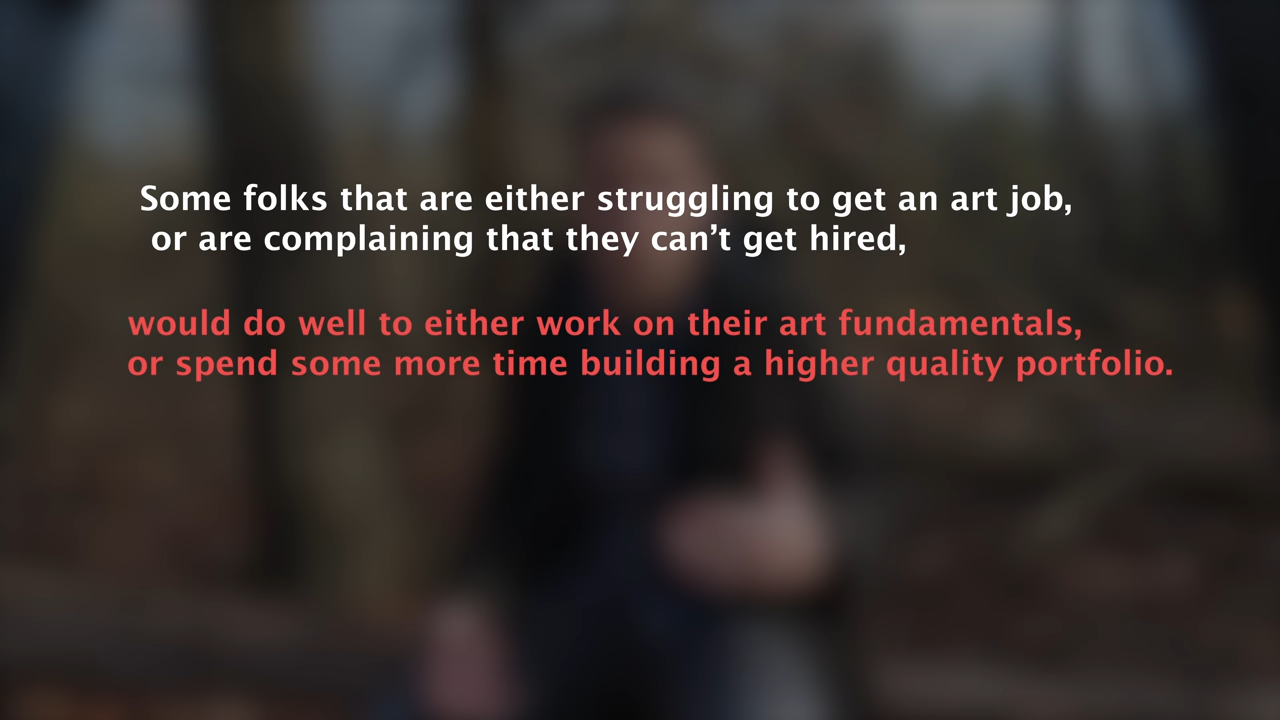 Some folks that are either struggling to get an art job,
or are complaining that they can’t get hired,
would do well to either work on their art fundamentals,
or spend some more time building a higher quality portfolio.